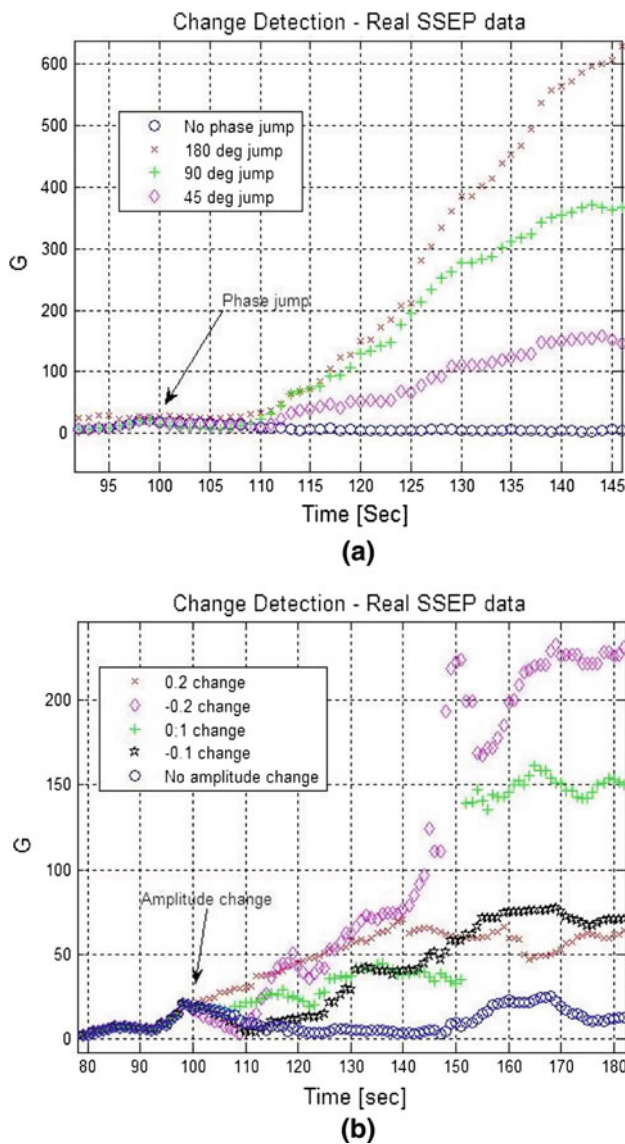 Change Detection - Real SSEP data
600
500
400
300
200
100
0
G
No phase jump
180 deg jump
90 deg jump
45 deg jump
Phase jump
95 100 105 110 115 120 125 130 135 140 145
Time [Sec]
(a)
Change Detection - Real SSEP data
200
150
100
50
0
G
0.2 change
-0.2 change
0:1 change
-0.1 change
No amplitude change
Amplitude change
80 90 100 110 120 130 140 150 160 170 180
Time [sec]
(b)